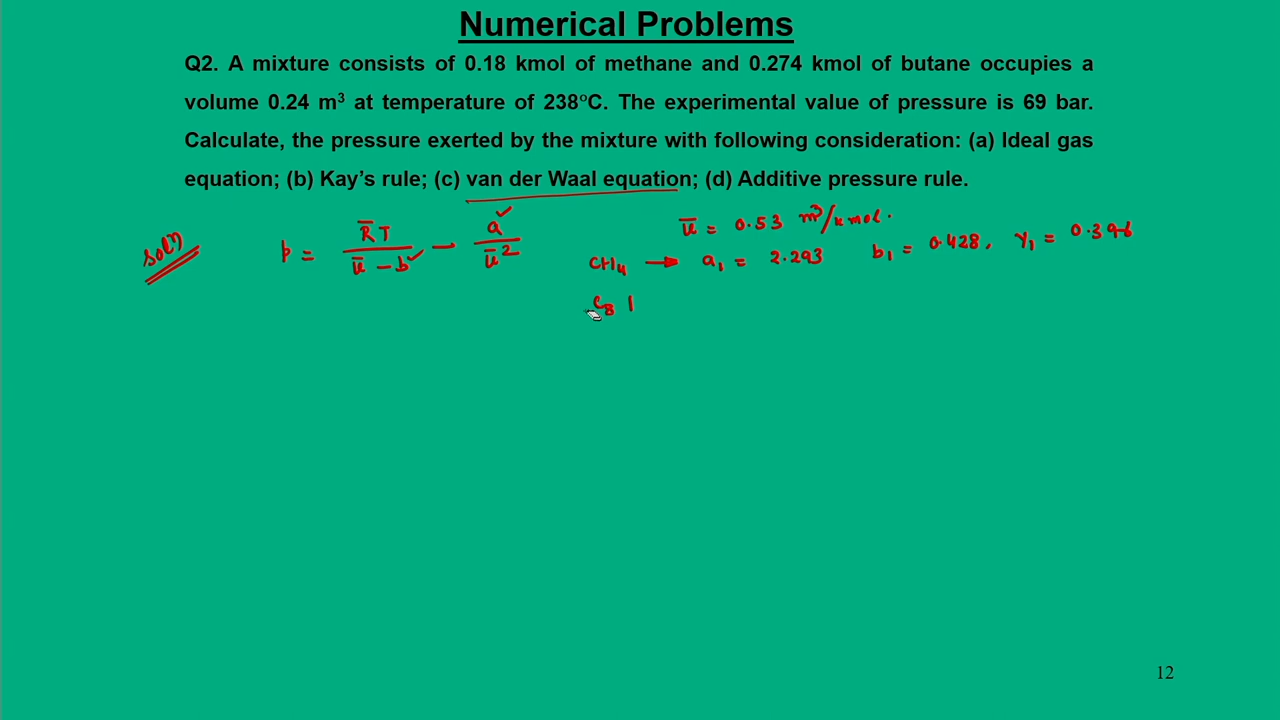 Numerical Problems
Q2. A mixture consists of 0.18 kmol of methane and 0.274 kmol of butane occupies a
volume 0.24 m³ at temperature of 238°C. The experimental value of pressure is 69 bar.
Calculate, the pressure exerted by the mixture with following consideration: (a) Ideal gas
equation; (b) Kay's rule; (c) van der Waal equation; (d) Additive pressure rule.
Solⁿ p = R̅T / (v̅ - b) - a / v̅²
v̅ = 0.53 m³/kmol.
CH₄ → a₁ = 2.293 b₁ = 0.428, Y₁ = 0.396
C₈ |
12